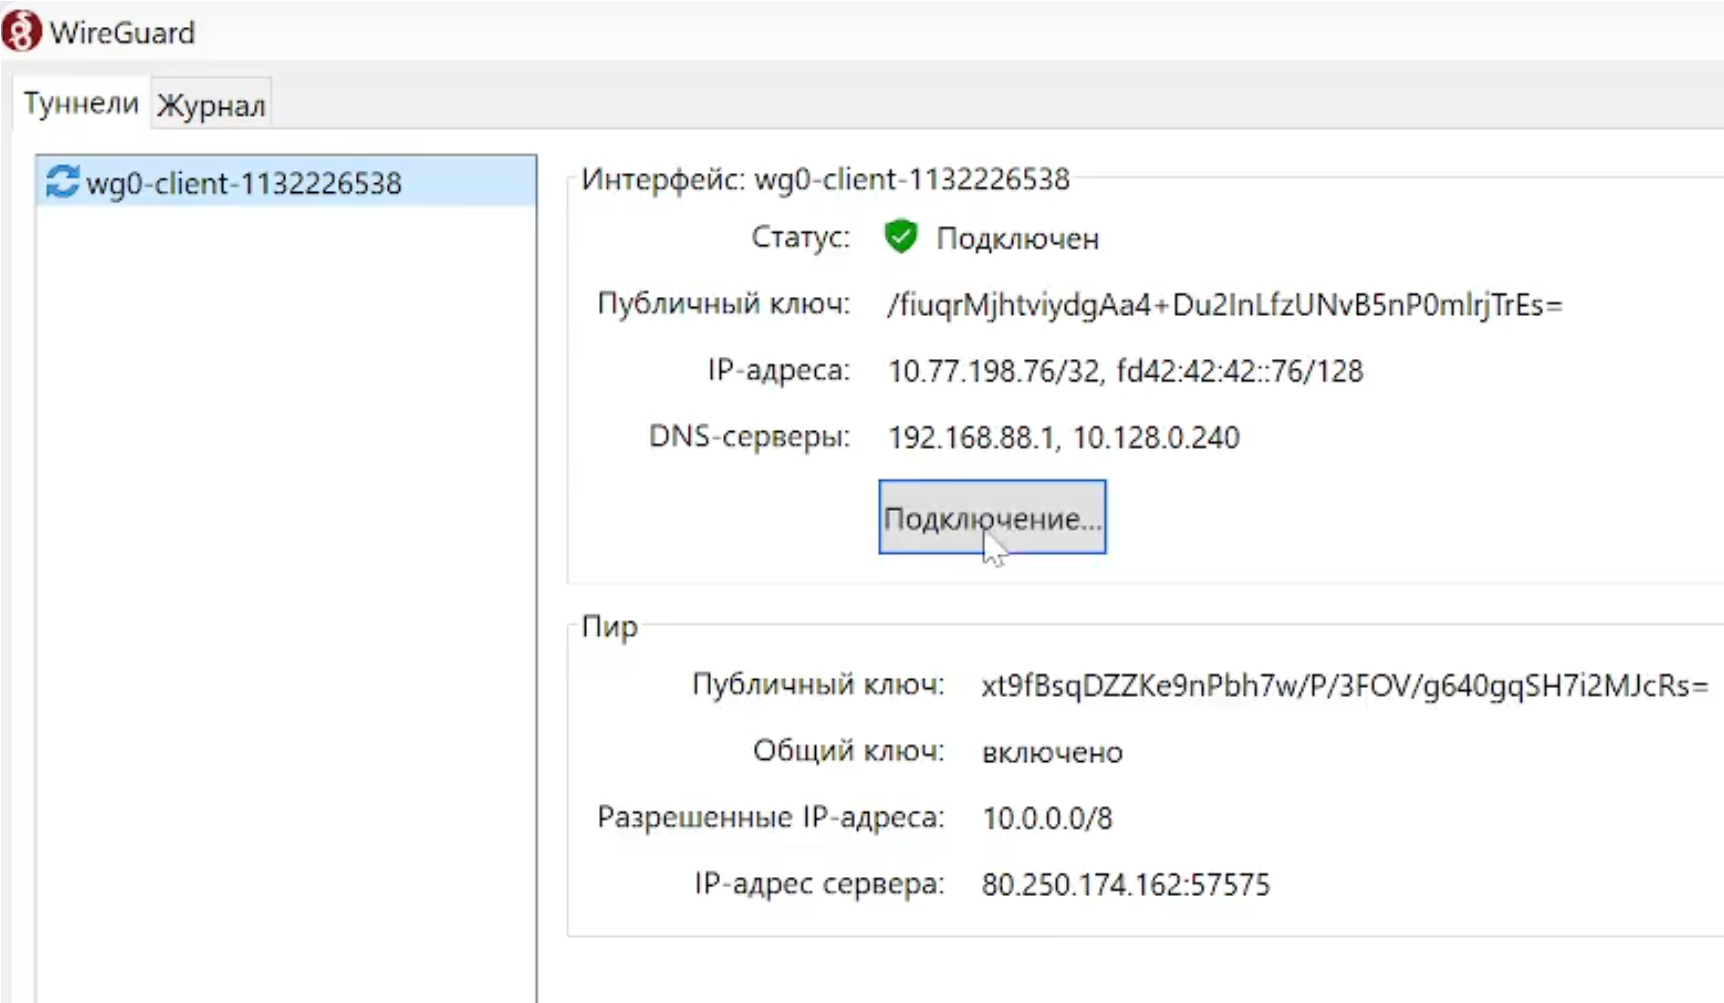 WireGuard
Туннели Журнал
wg0-client-1132226538
Интерфейс: wg0-client-1132226538
Статус: Подключен
Публичный ключ: /fiuqrMjhtviydgAa4+Du2InLfzUNvB5nP0mlrjTrEs=
IP-адреса: 10.77.198.76/32, fd42:42:42::76/128
DNS-серверы: 192.168.88.1, 10.128.0.240
Подключение...
Пир
Публичный ключ: xt9fBsqDZZKe9nPbh7w/P/3FOV/g640gqSH7i2MJcRs=
Общий ключ: включено
Разрешенные IP-адреса: 10.0.0.0/8
IP-адрес сервера: 80.250.174.162:57575